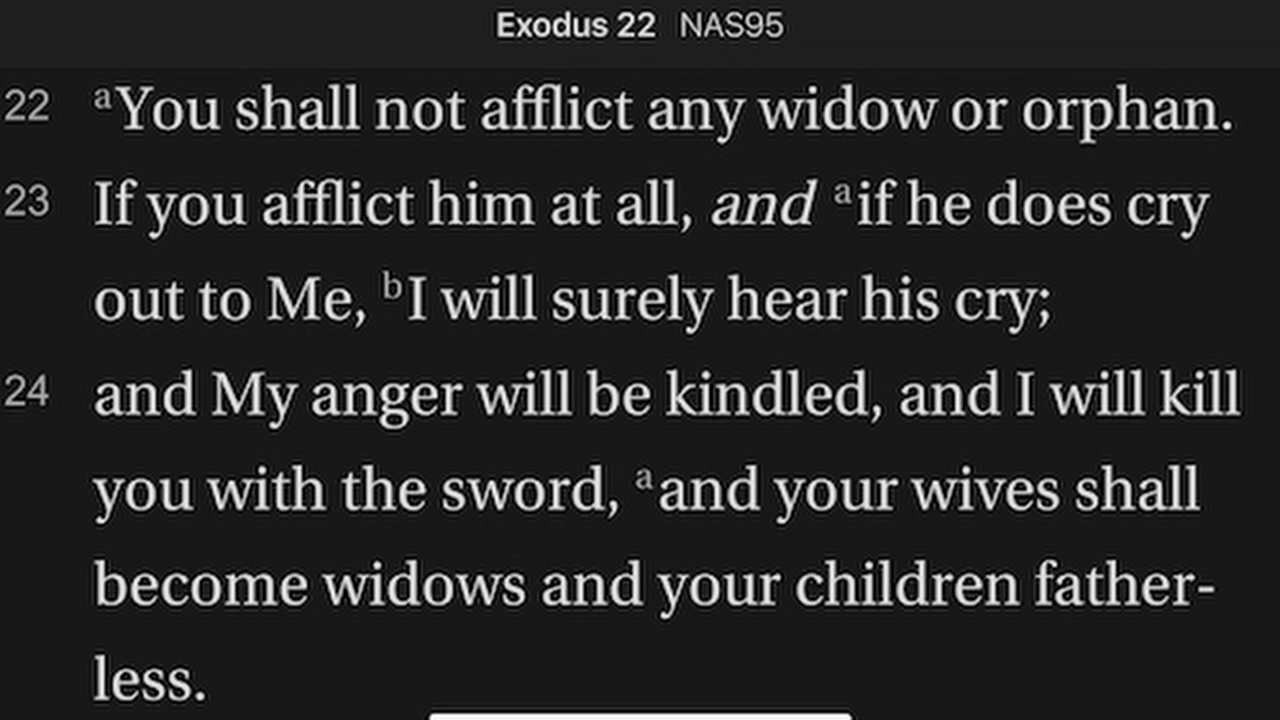 Exodus 22 NAS95
22 aYou shall not afflict any widow or orphan.
23 If you afflict him at all, and aif he does cry
out to Me, bI will surely hear his cry;
24 and My anger will be kindled, and I will kill
you with the sword, aand your wives shall
become widows and your children father-
less.